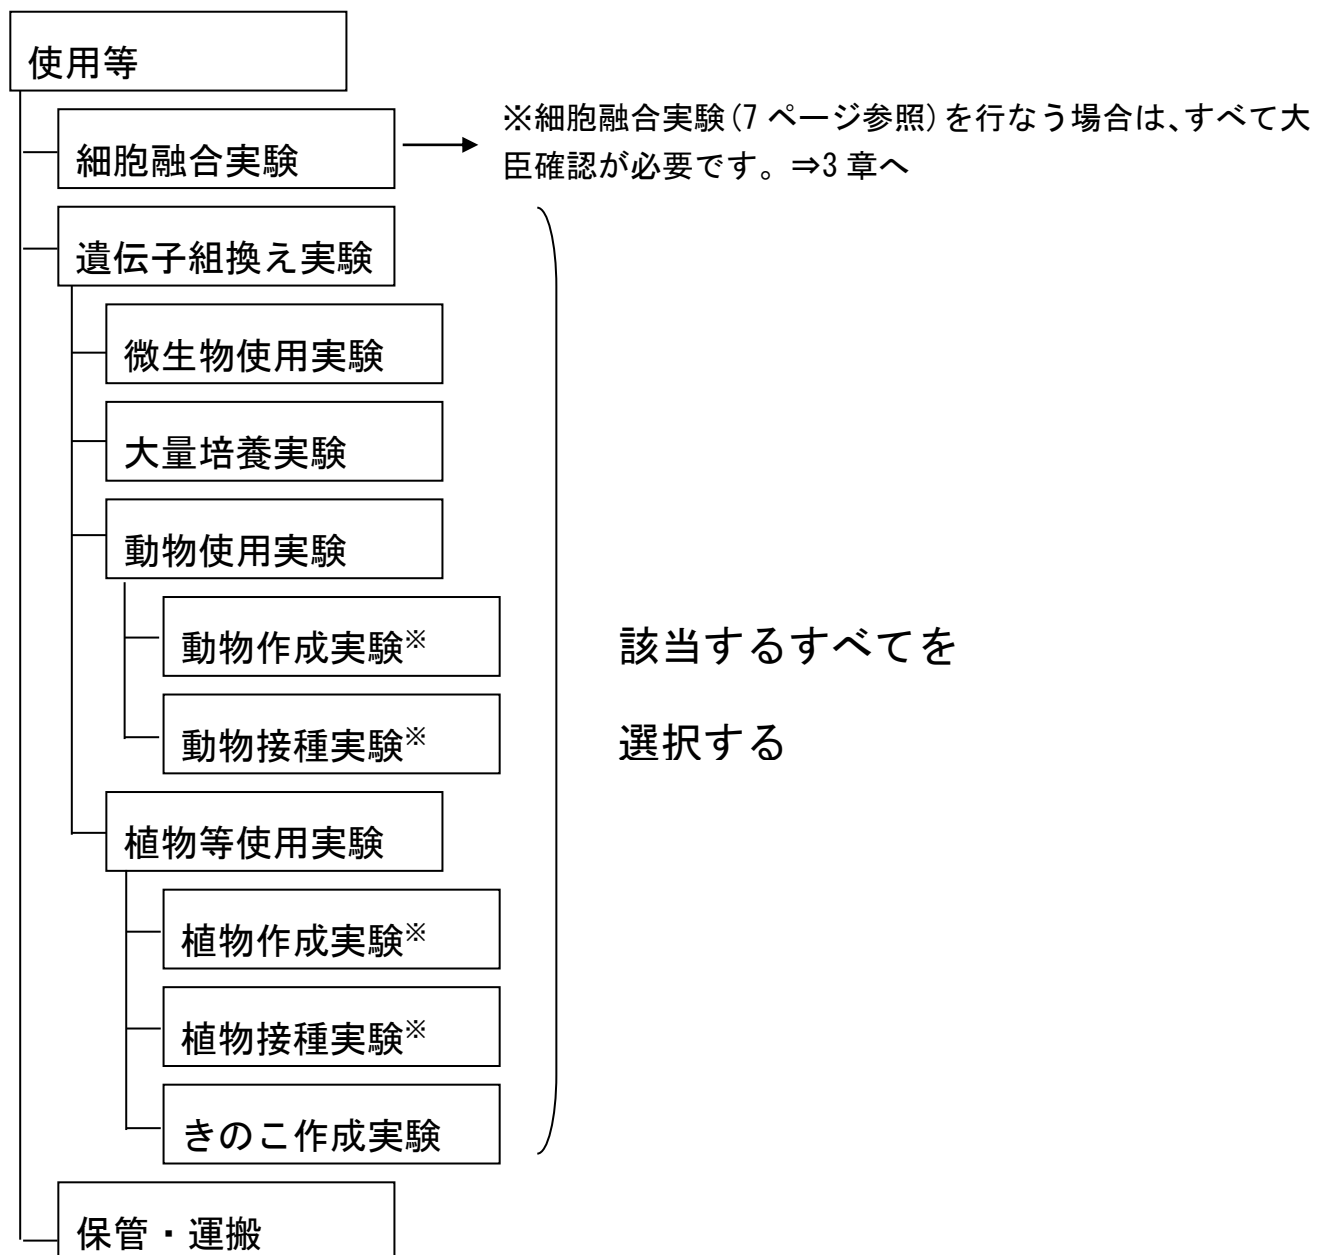 使用等
細胞融合実験
※細胞融合実験(7 ページ参照)を行なう場合は、すべて大
臣確認が必要です。⇒3 章へ
遺伝子組換え実験
微生物使用実験
大量培養実験
動物使用実験
動物作成実験※
該当するすべてを
動物接種実験※
選択する
植物等使用実験
植物作成実験※
植物接種実験※
きのこ作成実験
保管・運搬